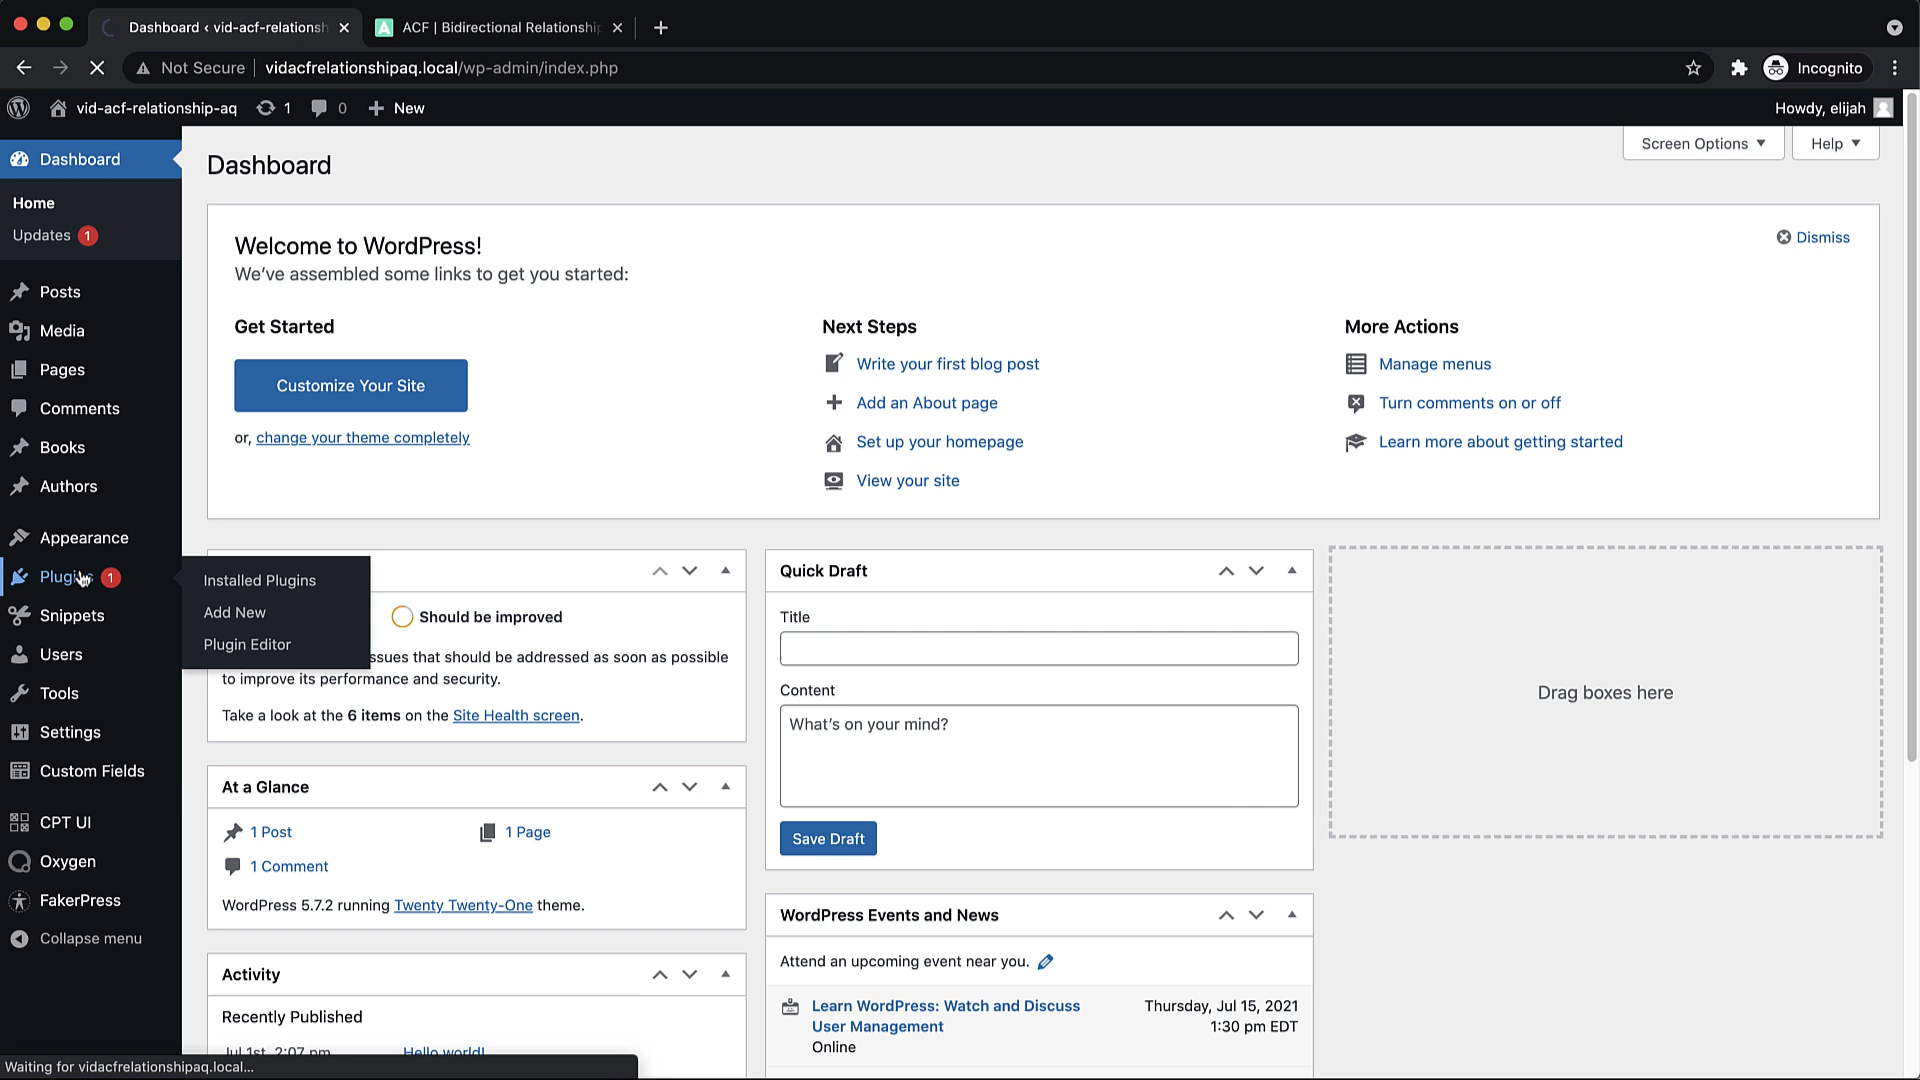 Dashboard ‹ vid-acf-relationsh
ACF | Bidirectional Relationship
Not Secure
vidacfrelationshipaq.local/wp-admin/index.php
Incognito
vid-acf-relationship-aq
1
0
New
Howdy, elijah
Dashboard
Home
Updates 1
Posts
Media
Pages
Comments
Books
Authors
Appearance
Plugins 1
Snippets
Users
Tools
Settings
Custom Fields
CPT UI
Oxygen
FakerPress
Collapse menu
Installed Plugins
Add New
Plugin Editor
Dashboard
Screen Options
Help
Welcome to WordPress!
We've assembled some links to get you started:
Dismiss
Get Started
Customize Your Site
or, change your theme completely
Next Steps
Write your first blog post
Add an About page
Set up your homepage
View your site
More Actions
Manage menus
Turn comments on or off
Learn more about getting started
Should be improved
ssues that should be addressed as soon as possible
to improve its performance and security.
Take a look at the 6 items on the Site Health screen.
At a Glance
1 Post
1 Page
1 Comment
WordPress 5.7.2 running Twenty Twenty-One theme.
Activity
Recently Published
Jul 1st, 2:07 pm
Hello world!
Quick Draft
Title
Content
What's on your mind?
Save Draft
WordPress Events and News
Attend an upcoming event near you.
Learn WordPress: Watch and Discuss
User Management
Online
Thursday, Jul 15, 2021
1:30 pm EDT
Drag boxes here
Waiting for vidacfrelationshipaq.local...